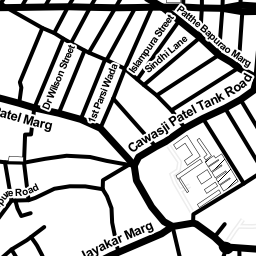 Patthe Bapurao Marg
Islampura Street
Sindhi Lane
Dr Wilson Street
1st Parsi Wada
Patel Marg
Cawasji Patel Tank Road
Road
Jayakar Marg